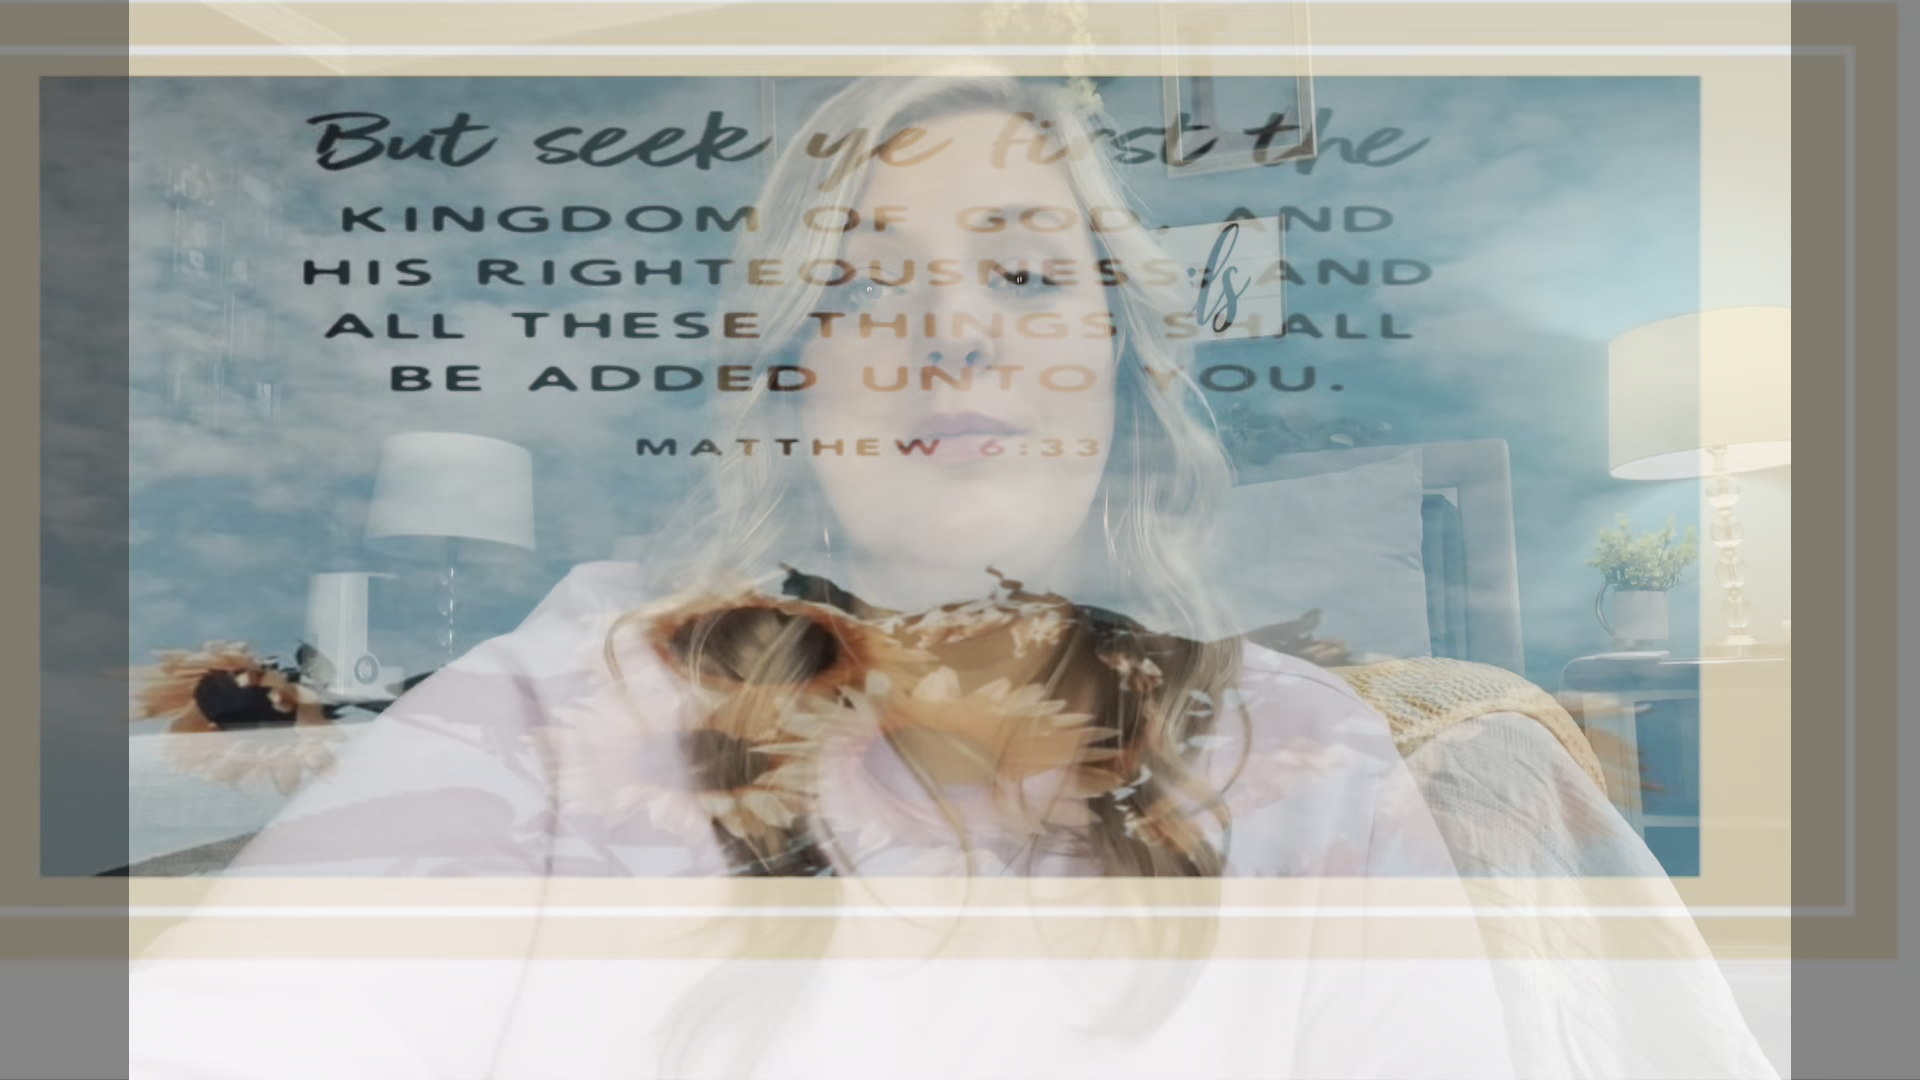 But seek ye first the
KINGDOM OF GOD, AND
HIS RIGHTEOUSNESS; AND
ALL THESE THINGS SHALL
BE ADDED UNTO YOU.
MATTHEW 6:33